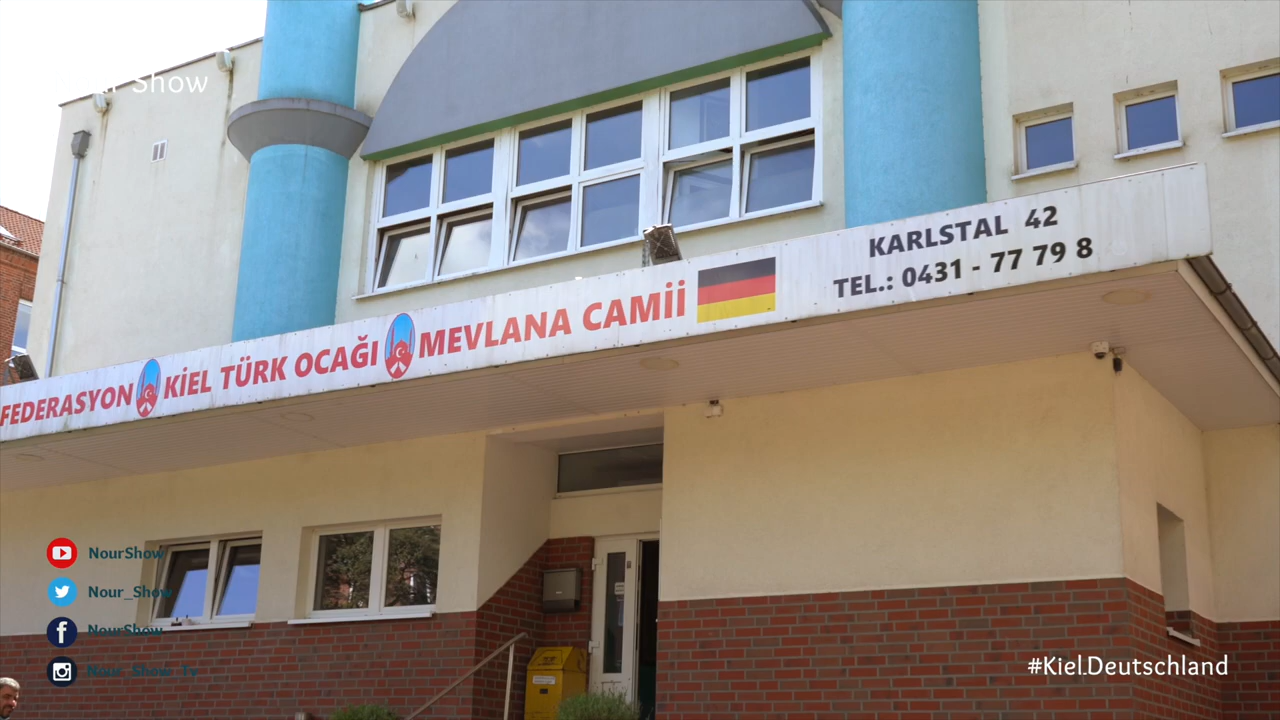 Show
FEDERASYON KİEL TÜRK OCAĞI MEVLANA CAMİİ
KARLSTAL 42
TEL.: 0431 - 77 79 8
NourShow
Nour_Show
NourShow
Nour_Show_Tv
#Kiel.Deutschland